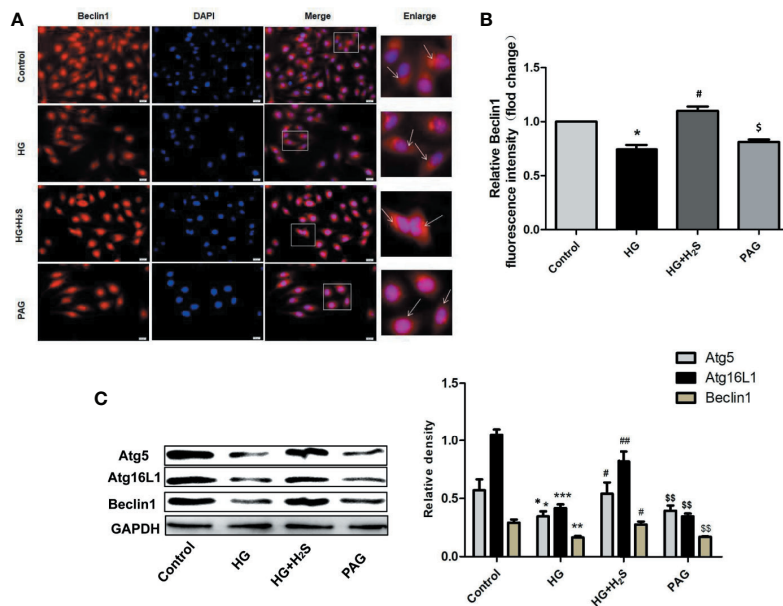 A
Beclin1 DAPI Merge Enlarge
Control
HG
HG+H₂S
PAG
B
Relative Beclin1
fluorescence intensity (flod change)
1.5
1.0
0.5
0.0
*
#
$
Control HG HG+H₂S PAG
C
Atg5
Atg16L1
Beclin1
GAPDH
Control HG HG+H₂S PAG
Atg5
Atg16L1
Beclin1
Relative density
1.5
1.0
0.5
0.0
* * *** **
# ## #
$$ $$ $$
Control HG HG+H₂S PAG